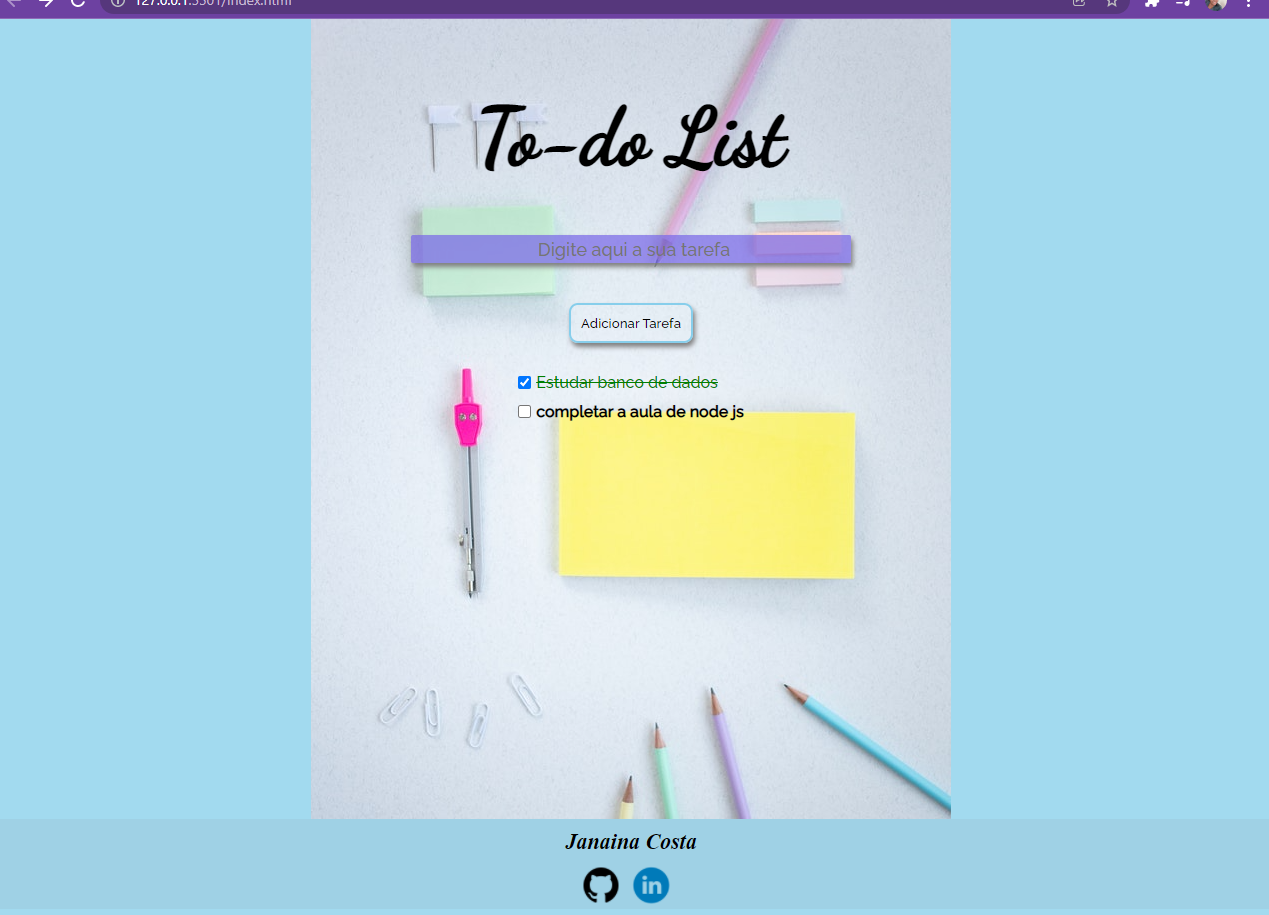 127.0.0.1:5501/index.html
To-do List
Digite aqui a sua tarefa
Adicionar Tarefa
Estudar banco de dados
completar a aula de node js
Janaina Costa
in